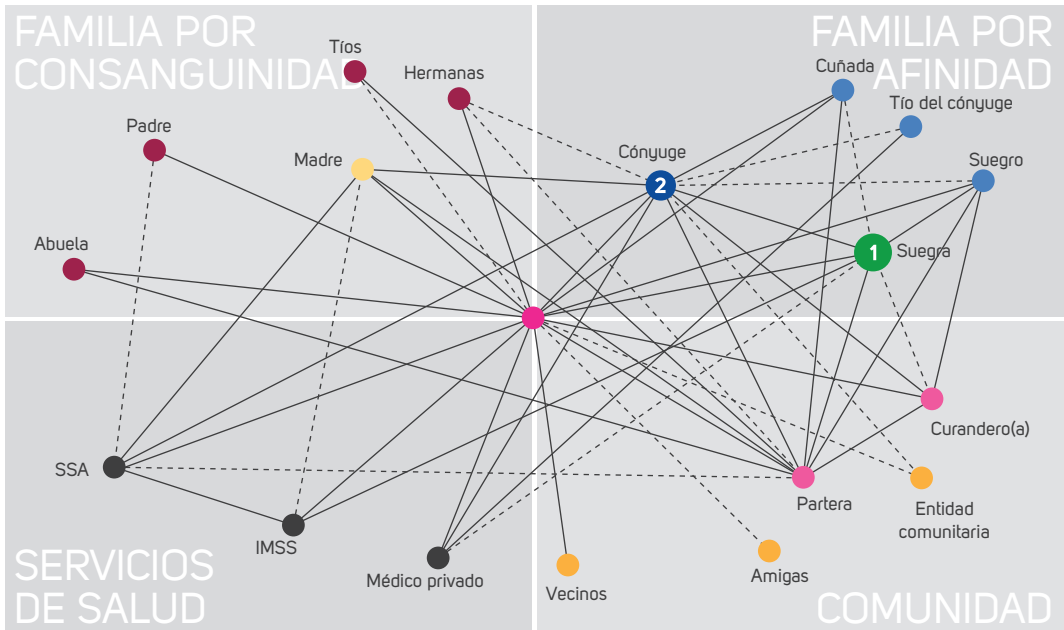 FAMILIA POR
CONSANGUINIDAD
FAMILIA POR
AFINIDAD
Tíos
Hermanas
Cuñada
Tío del cónyuge
Padre
Madre
Cónyuge
2
Suegro
Abuela
1
Suegra
Curandero(a)
SSA
Partera
Entidad
comunitaria
IMSS
Médico privado
Vecinos
Amigas
SERVICIOS
DE SALUD
COMUNIDAD